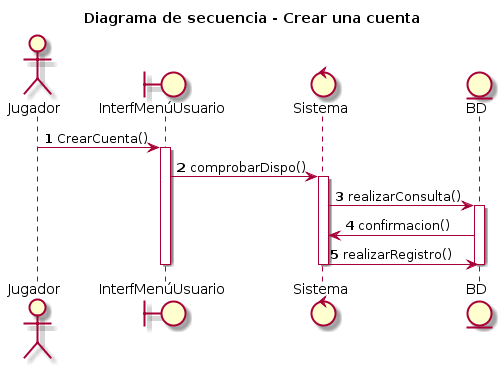 Diagrama de secuencia - Crear una cuenta
Jugador InterfMenúUsuario Sistema BD
1 CrearCuenta()
2 comprobarDispo()
3 realizarConsulta()
4 confirmacion()
5 realizarRegistro()
Jugador InterfMenúUsuario Sistema BD